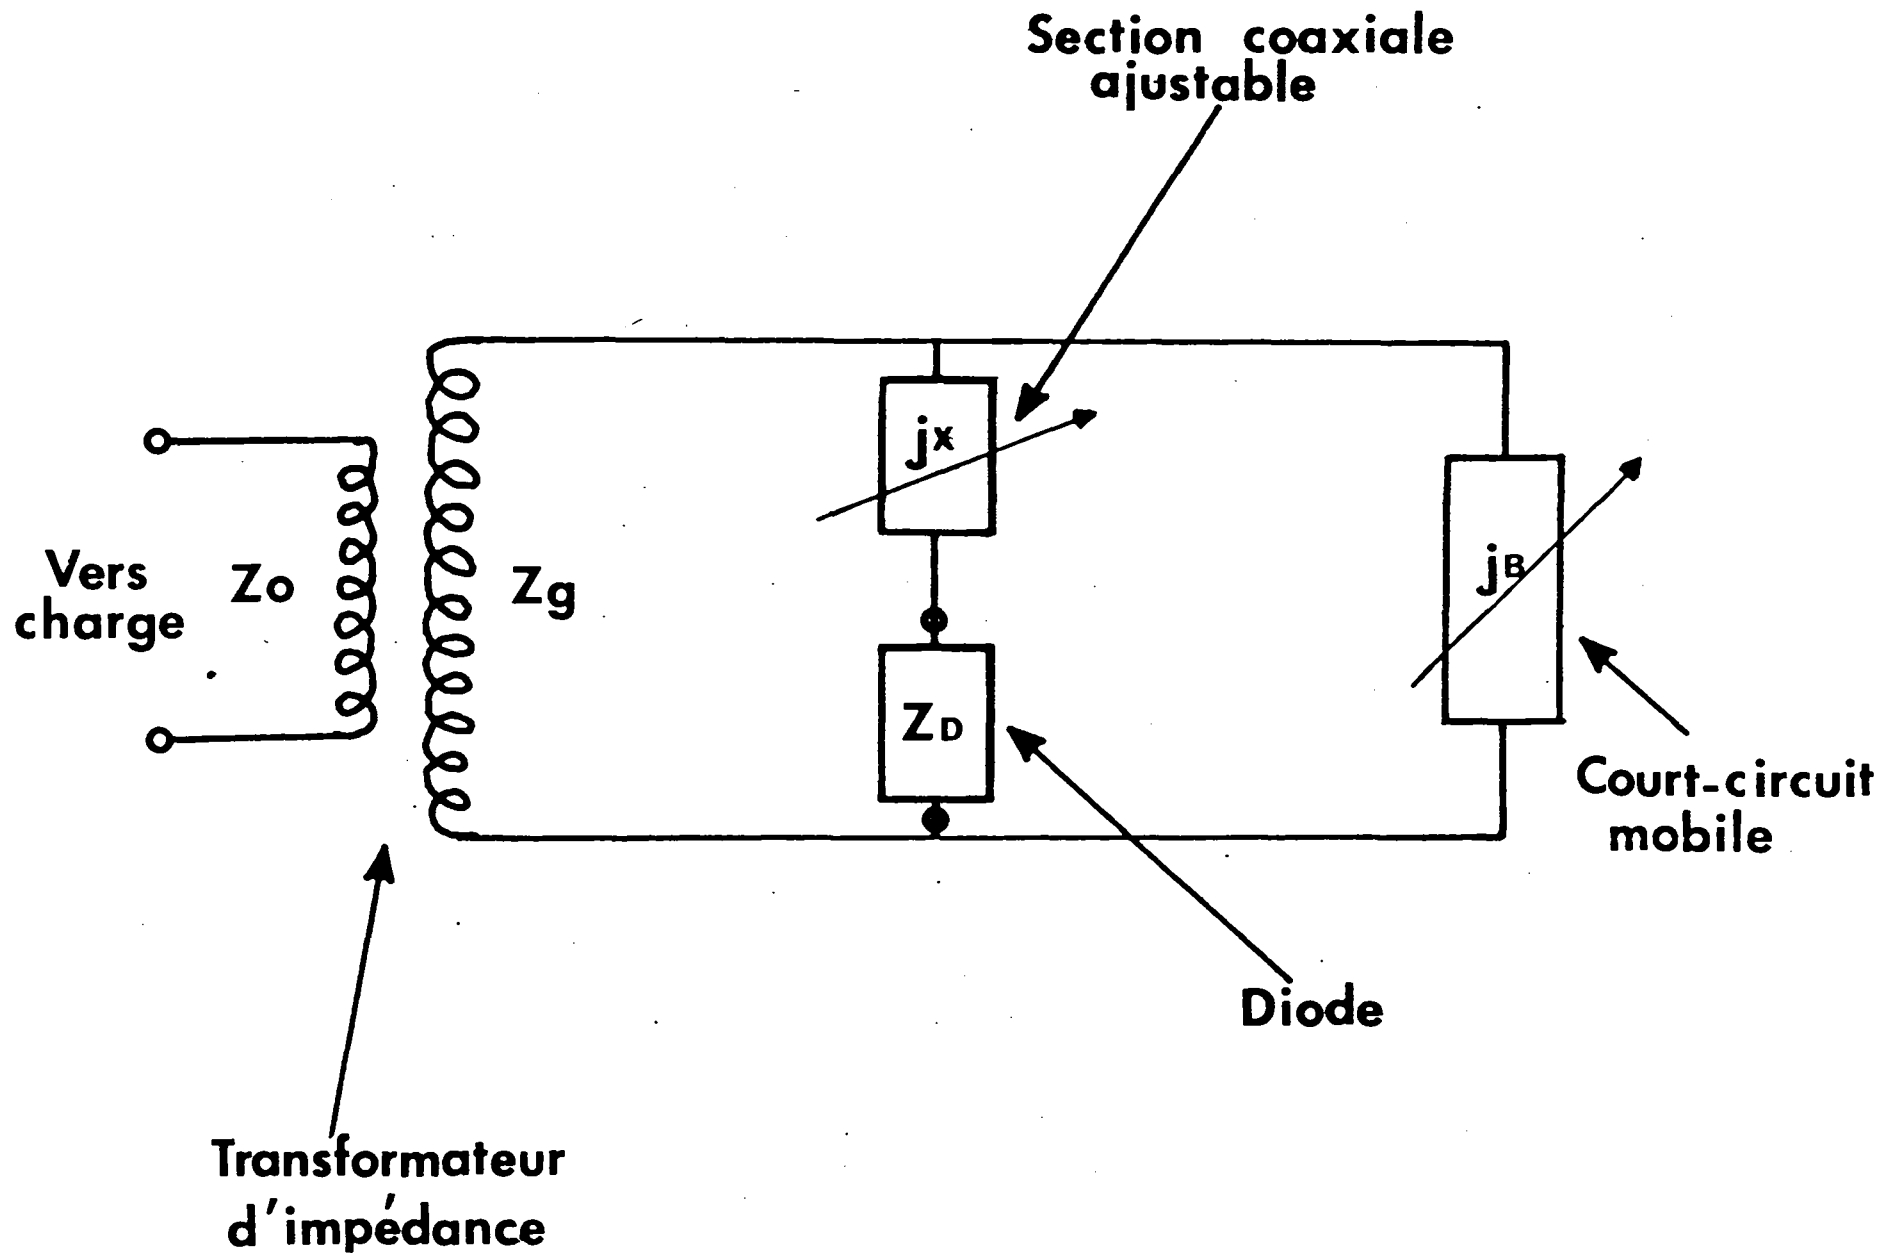 Section coaxiale
ajustable
jx
Vers
charge
Zo
Zg
jB
ZD
Court-circuit
mobile
Diode
Transformateur
d'impédance